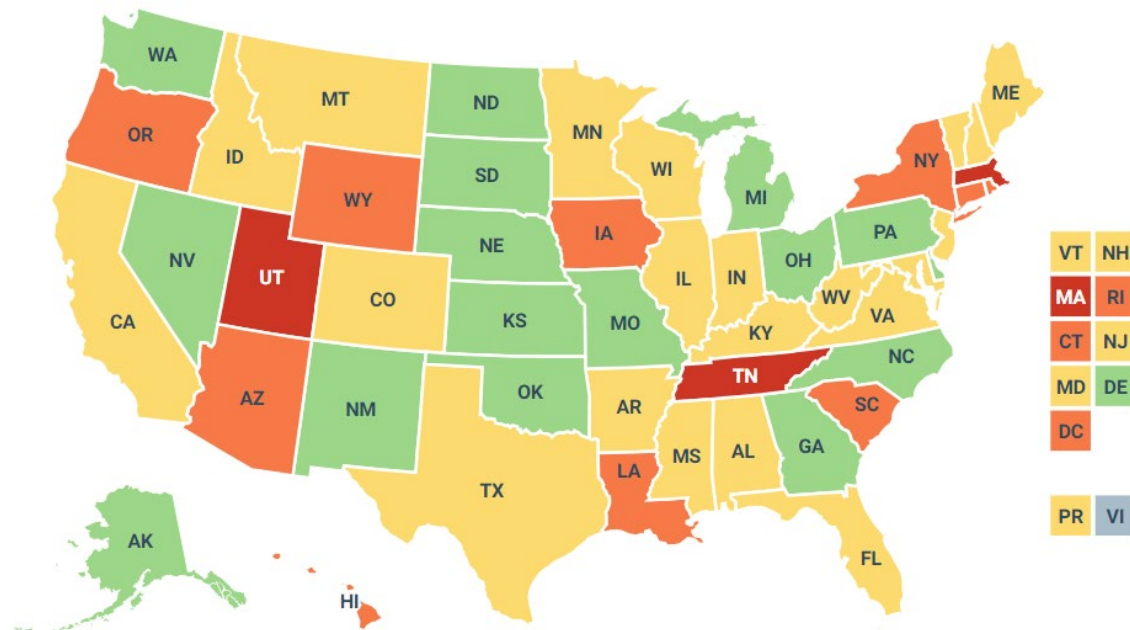 WA
MT
ND
ME
OR
MN
ID
SD
WI
NY
WY
MI
IA
NE
PA
NV
OH
UT
IL
IN
CO
WV
CA
KS
MO
VA
KY
NC
TN
AZ
OK
NM
AR
SC
MS
AL
GA
LA
TX
AK
FL
HI
VT NH
MA RI
CT NJ
MD DE
DC
PR VI